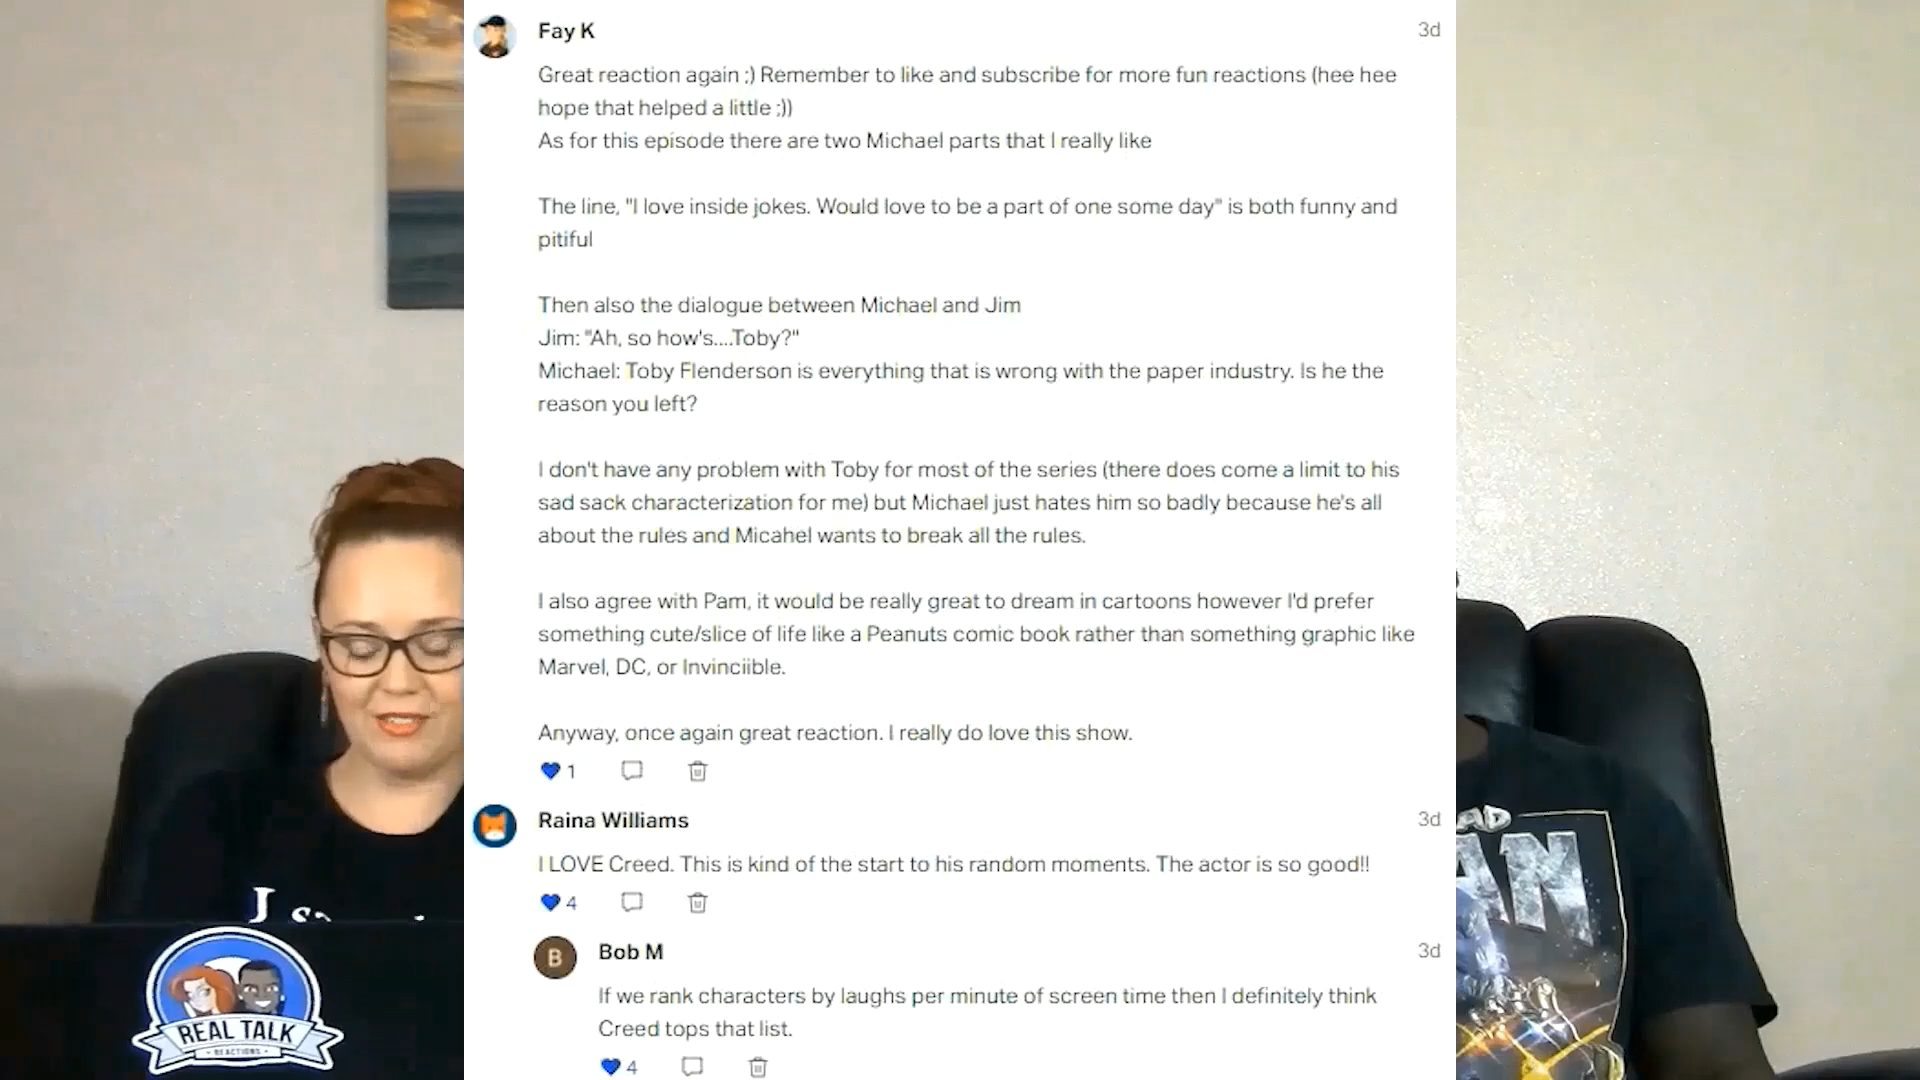 Fay K
3d
Great reaction again ;) Remember to like and subscribe for more fun reactions (hee hee
hope that helped a little ;))
As for this episode there are two Michael parts that I really like
The line, "I love inside jokes. Would love to be a part of one some day" is both funny and
pitiful
Then also the dialogue between Michael and Jim
Jim: "Ah, so how's....Toby?"
Michael: Toby Flenderson is everything that is wrong with the paper industry. Is he the
reason you left?
I don't have any problem with Toby for most of the series (there does come a limit to his
sad sack characterization for me) but Michael just hates him so badly because he's all
about the rules and Micahel wants to break all the rules.
I also agree with Pam, it would be really great to dream in cartoons however I'd prefer
something cute/slice of life like a Peanuts comic book rather than something graphic like
Marvel, DC, or Invinciible.
Anyway, once again great reaction. I really do love this show.
1
Raina Williams
3d
I LOVE Creed. This is kind of the start to his random moments. The actor is so good!!
4
B
Bob M
3d
If we rank characters by laughs per minute of screen time then I definitely think
Creed tops that list.
4
REAL TALK
REACTIONS